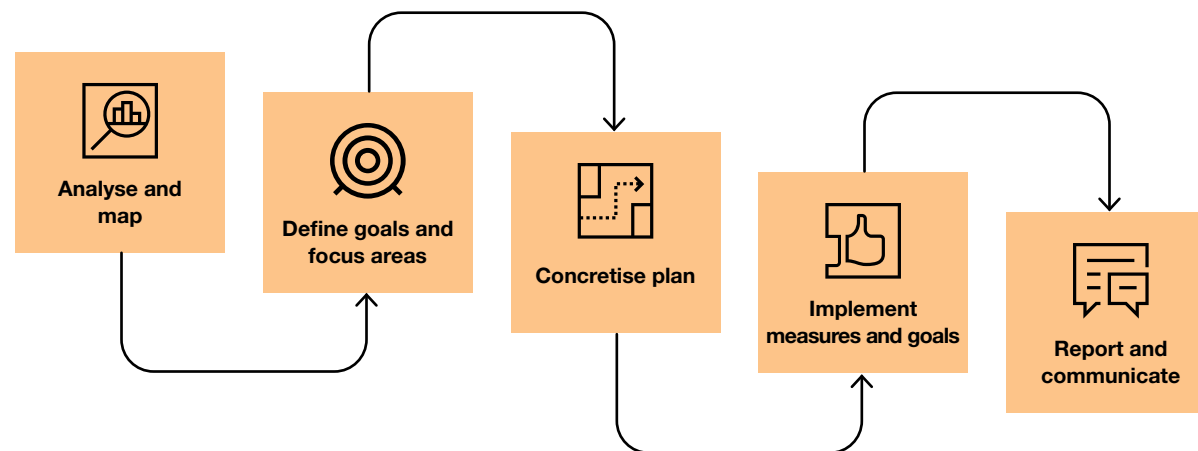 Analyse and
map
Define goals and
focus areas
Concretise plan
Implement
measures and goals
Report and
communicate